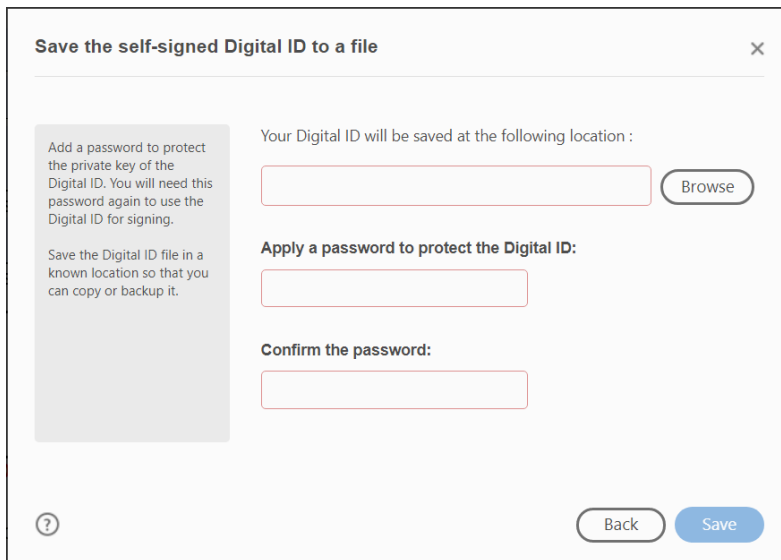 Save the self-signed Digital ID to a file
Add a password to protect
the private key of the
Digital ID. You will need this
password again to use the
Digital ID for signing.
Save the Digital ID file in a
known location so that you
can copy or backup it.
Your Digital ID will be saved at the following location :
Browse
Apply a password to protect the Digital ID:
Confirm the password:
?
Back
Save